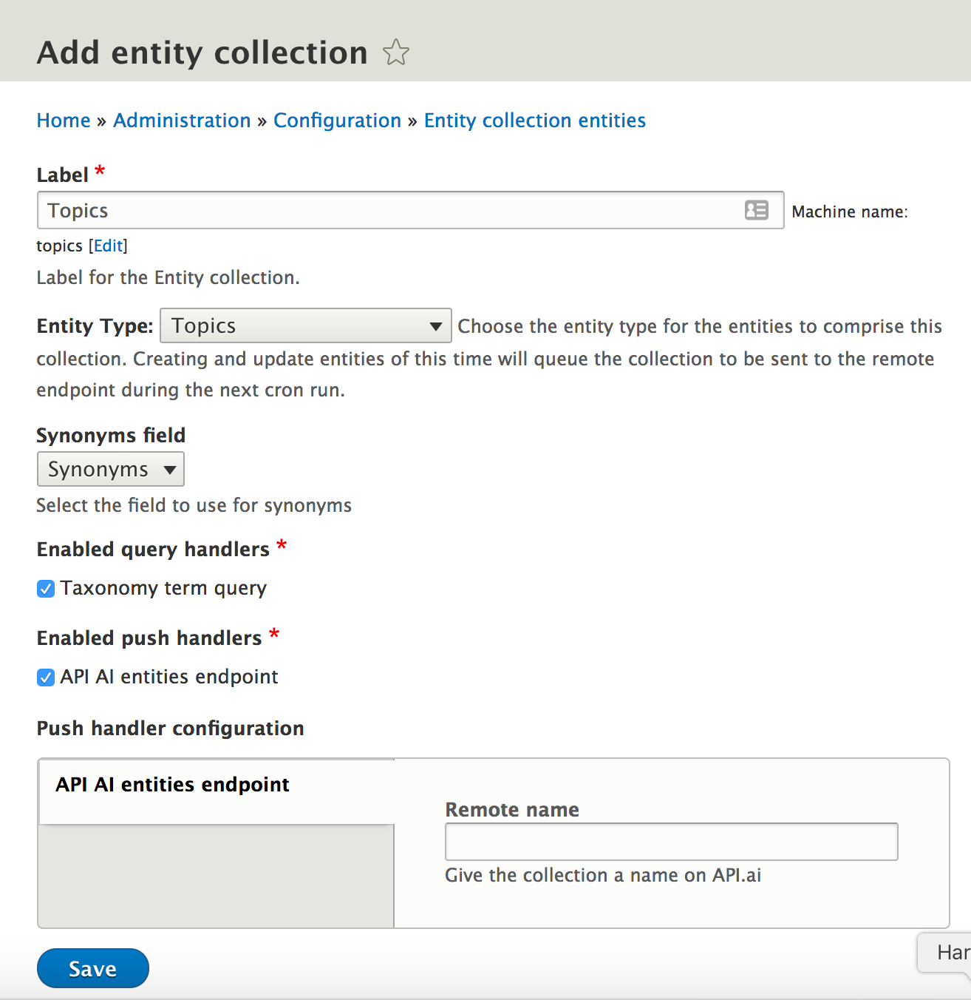 Add entity collection
Home » Administration » Configuration » Entity collection entities
Label *
Topics
Machine name:
topics [Edit]
Label for the Entity collection.
Entity Type: Topics Choose the entity type for the entities to comprise this
collection. Creating and update entities of this time will queue the collection to be sent to the remote
endpoint during the next cron run.
Synonyms field
Synonyms
Select the field to use for synonyms
Enabled query handlers *
Taxonomy term query
Enabled push handlers *
API AI entities endpoint
Push handler configuration
API AI entities endpoint
Remote name
Give the collection a name on API.ai
Save